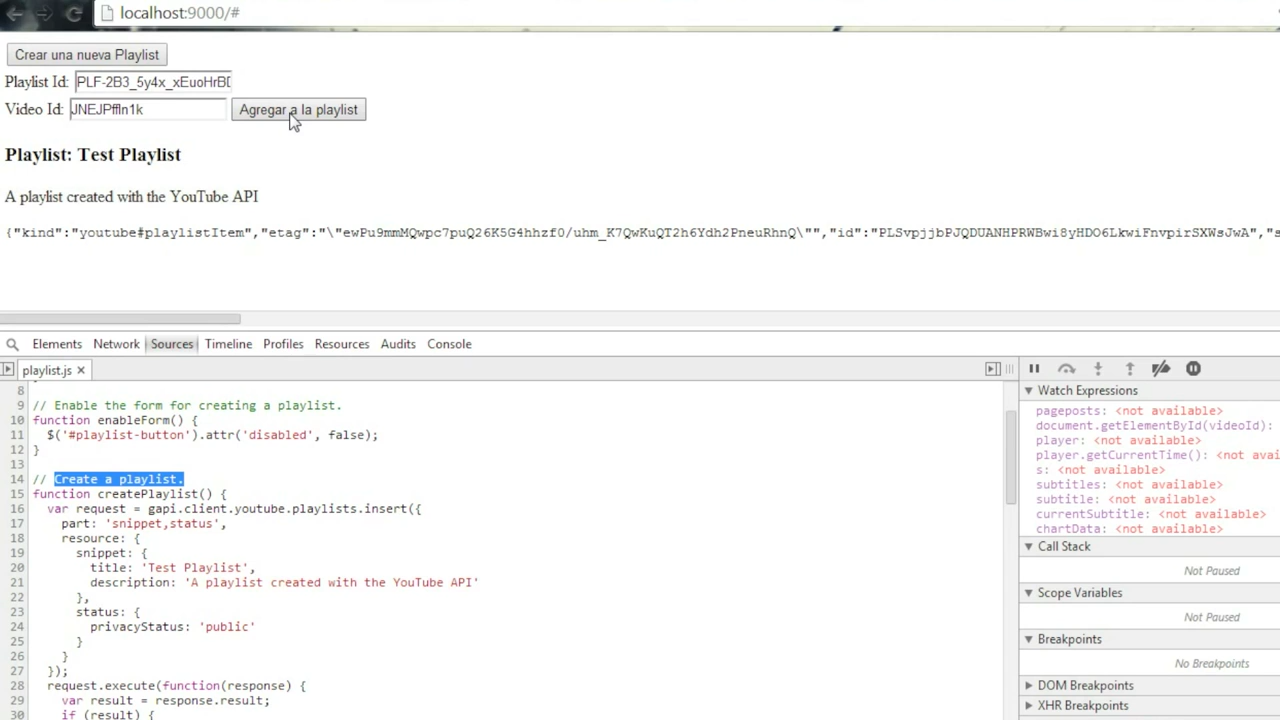 localhost:9000/#
Crear una nueva Playlist
Playlist Id: PLF-2B3_5y4x_xEuoHrBD
Video Id: JNEJPffln1k Agregar a la playlist
Playlist: Test Playlist
A playlist created with the YouTube API
{"kind":"youtube#playlistItem","etag":"\"ewPu9mmMQwpc7puQ26K5G4hhzf0/uhm_K7QwKuQT2h6Ydh2PneuRhnQ\"","id":"PLSvpjjbPJQDUANHPRWBwi8yHDO6LkwiFnvpirSXWsJwA","s
Elements Network Sources Timeline Profiles Resources Audits Console
playlist.js
8
9 // Enable the form for creating a playlist.
10 function enableForm() {
11 $('#playlist-button').attr('disabled', false);
12 }
13
14 // Create a playlist.
15 function createPlaylist() {
16 var request = gapi.client.youtube.playlists.insert({
17 part: 'snippet,status',
18 resource: {
19 snippet: {
20 title: 'Test Playlist',
21 description: 'A playlist created with the YouTube API'
22 },
23 status: {
24 privacyStatus: 'public'
25 }
26 }
27 });
28 request.execute(function(response) {
29 var result = response.result;
30 if (result) {
Watch Expressions
pageposts: <not available>
document.getElementById(videoId):
player: <not available>
player.getCurrentTime(): <not avai
s: <not available>
subtitles: <not available>
subtitle: <not available>
currentSubtitle: <not available>
chartData: <not available>
Call Stack
Not Paused
Scope Variables
Not Paused
Breakpoints
No Breakpoints
DOM Breakpoints
XHR Breakpoints